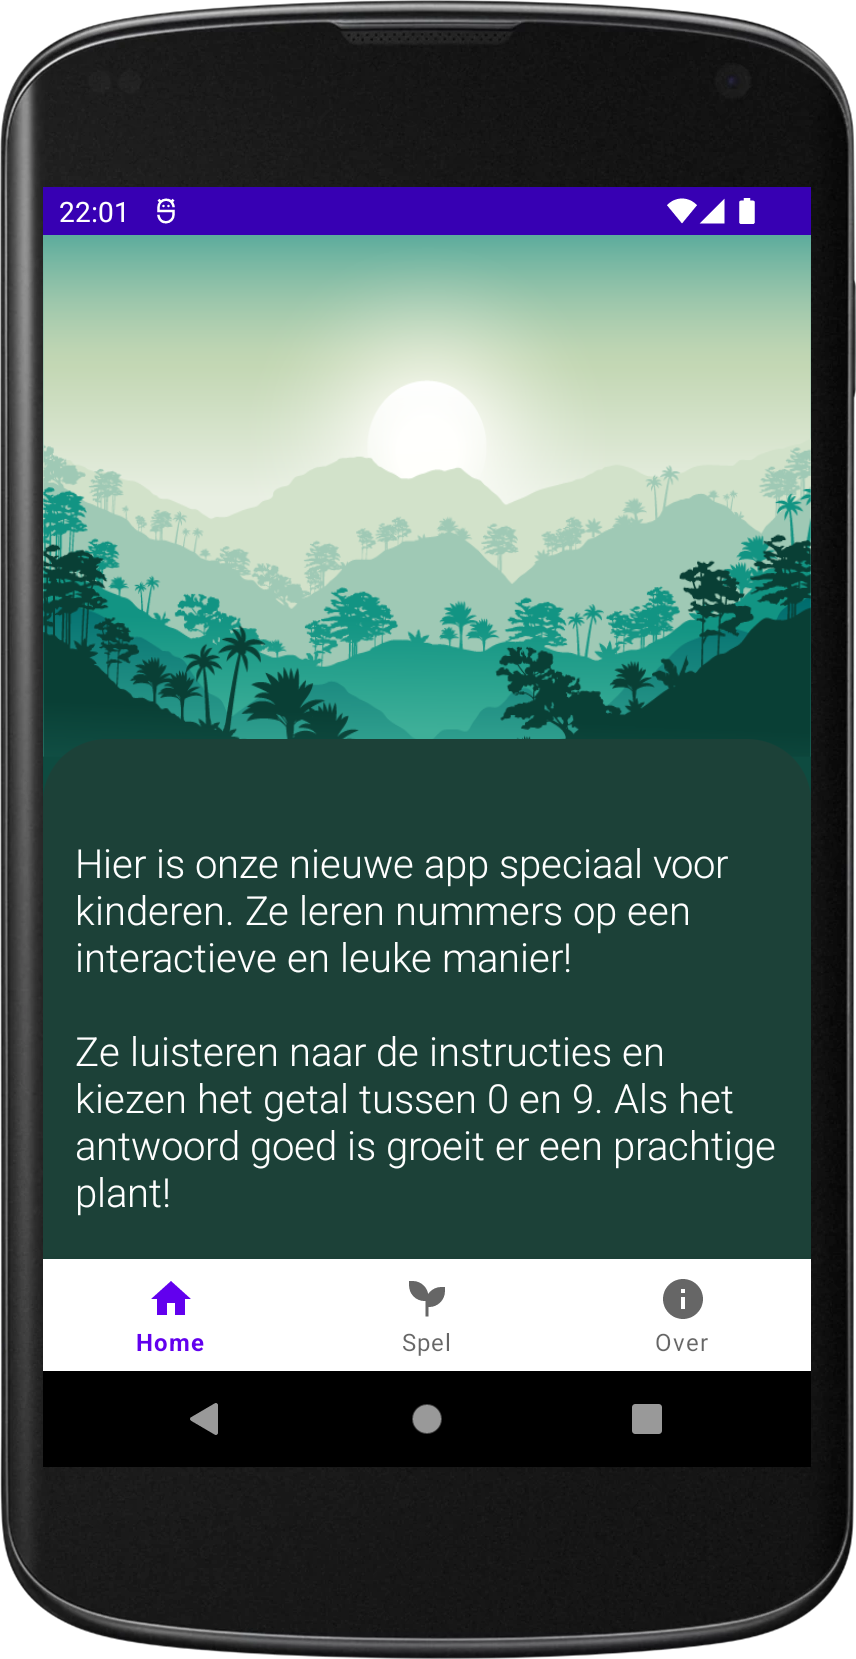 22:01
Hier is onze nieuwe app speciaal voor
kinderen. Ze leren nummers op een
interactieve en leuke manier!
Ze luisteren naar de instructies en
kiezen het getal tussen 0 en 9. Als het
antwoord goed is groeit er een prachtige
plant!
Home Spel Over